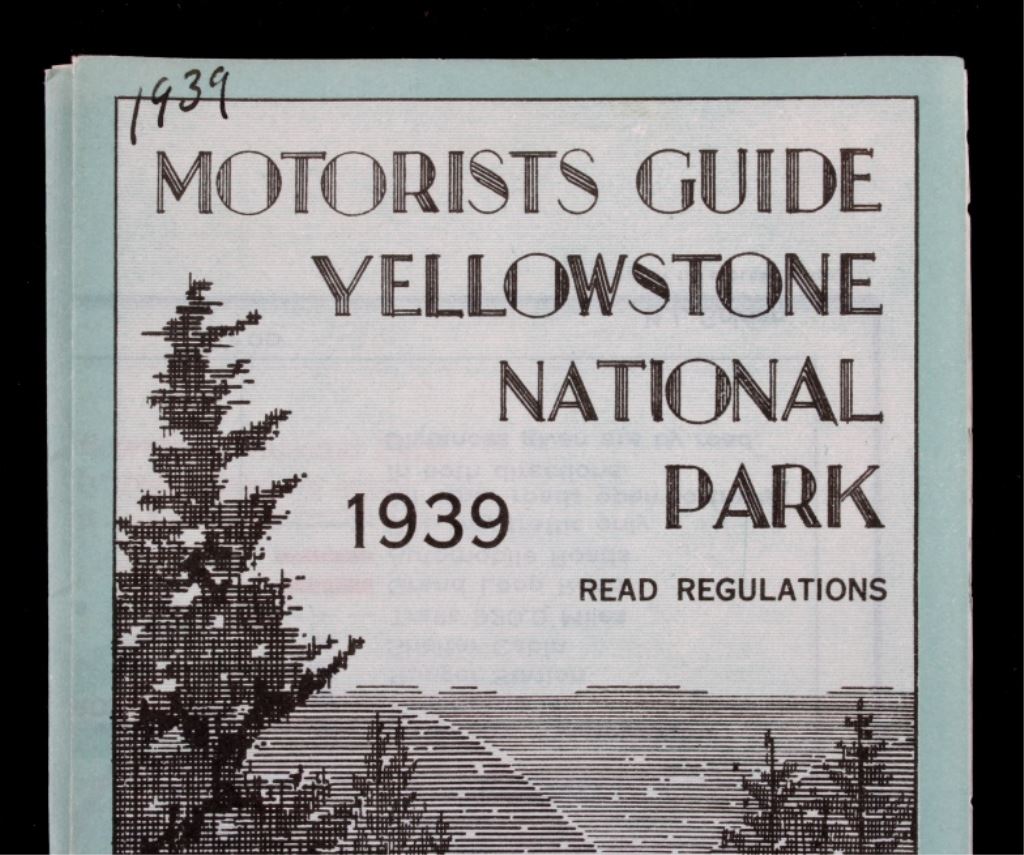 1939
MOTORISTS GUIDE
YELLOWSTONE
NATIONAL
PARK
1939
READ REGULATIONS